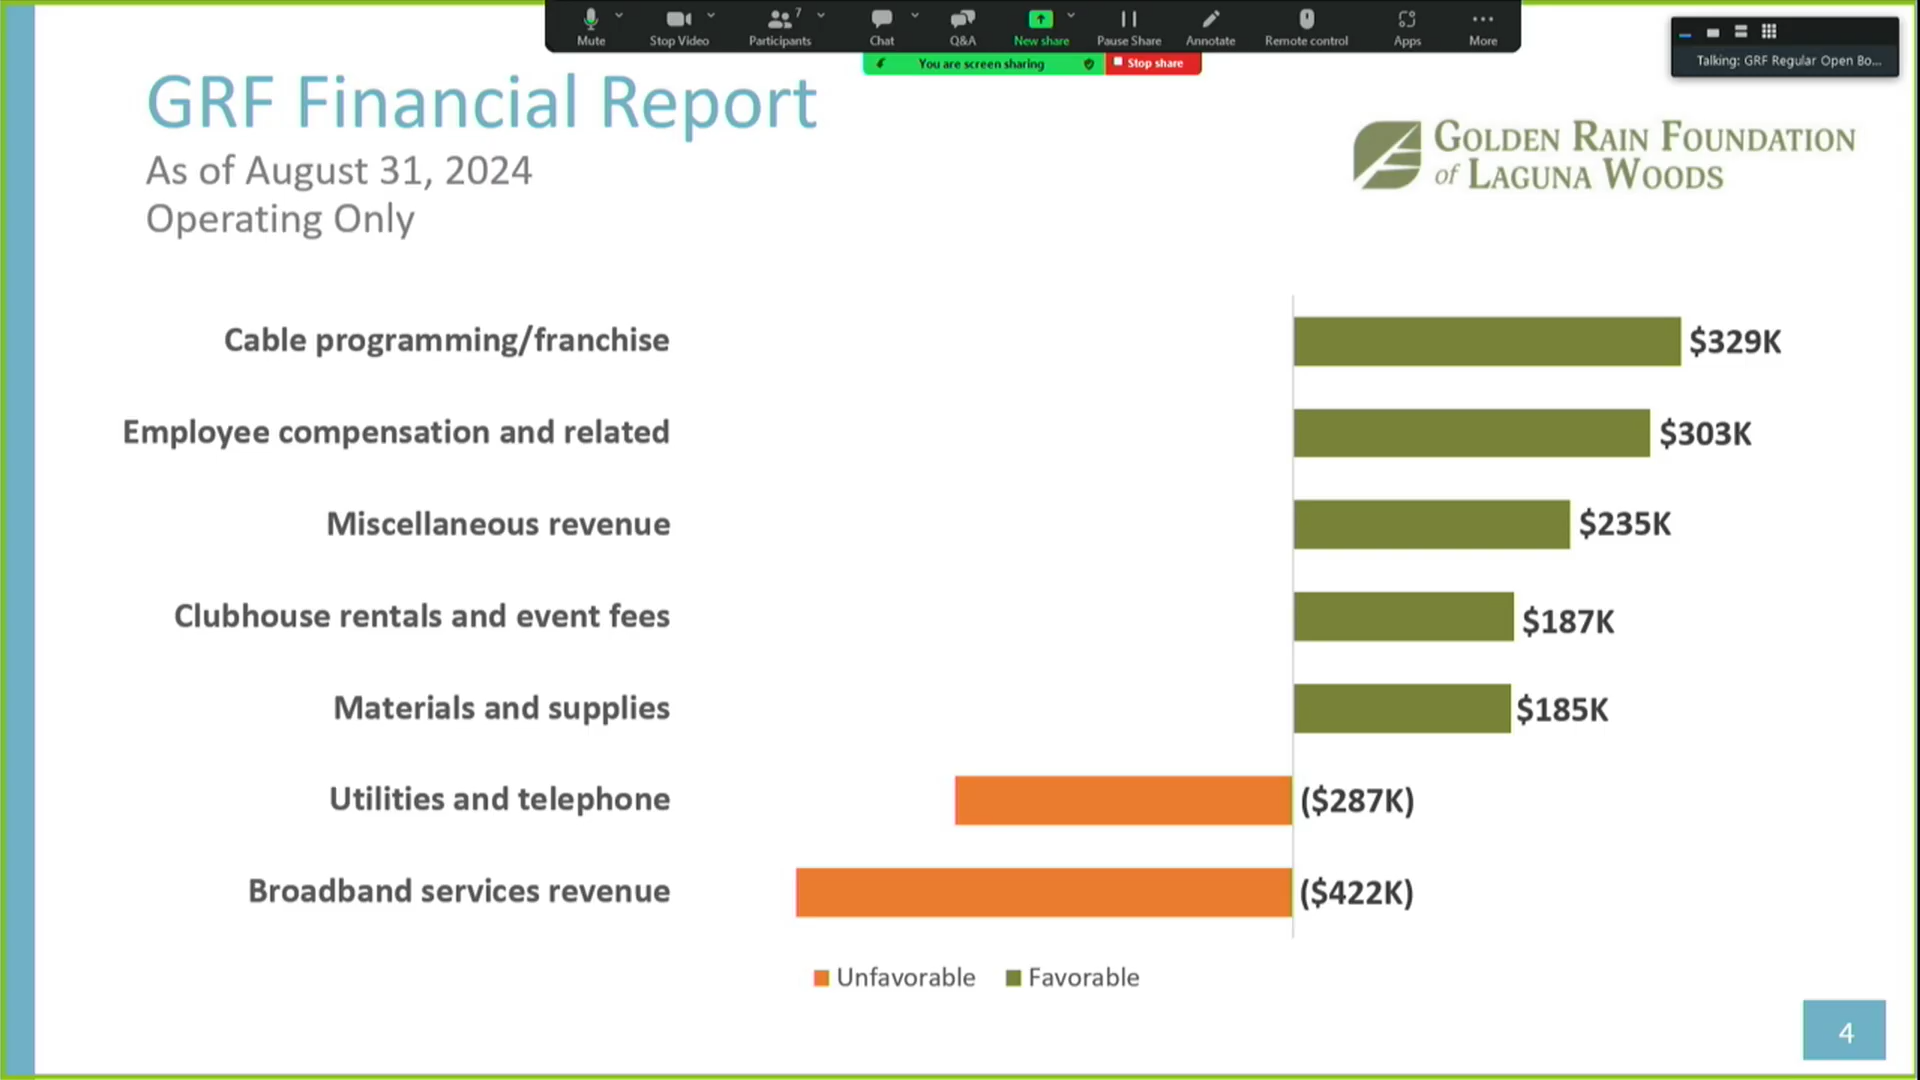 Mute
Stop Video
Participants
7
Chat
Q&A
New share
Pause Share
Annotate
Remote control
Apps
More
You are screen sharing
Stop share
Talking: GRF Regular Open Bo...
GRF Financial Report
As of August 31, 2024
Operating Only
GOLDEN RAIN FOUNDATION
of LAGUNA WOODS
Cable programming/franchise $329K
Employee compensation and related $303K
Miscellaneous revenue $235K
Clubhouse rentals and event fees $187K
Materials and supplies $185K
Utilities and telephone ($287K)
Broadband services revenue ($422K)
Unfavorable Favorable
4